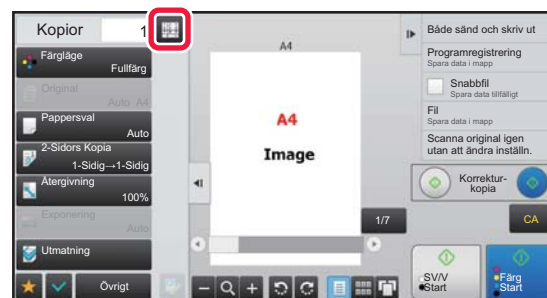 Kopior 1
Färgläge
Fullfärg
Original
Auto A4
Pappersval
Auto
2-Sidors Kopia
1-Sidig→1-Sidig
Återgivning
100%
Exponering
Auto
Utmatning
Övrigt
A4
A4
Image
1/7
Både sänd och skriv ut
Programregistrering
Spara data i mapp
Snabbfil
Spara data tillfälligt
Fil
Spara data i mapp
Scanna original igen
utan att ändra inställn.
Korrektur-
kopia
CA
SV/V
Start
Färg
Start